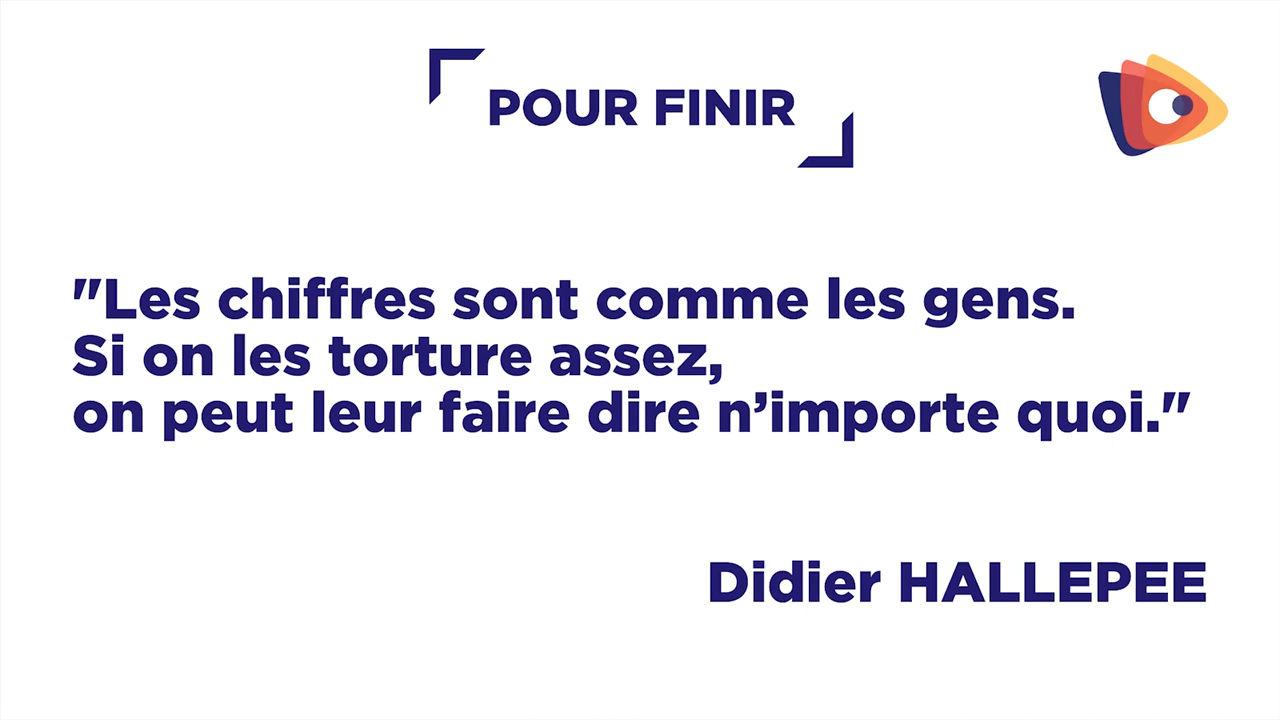 POUR FINIR
"Les chiffres sont comme les gens.
Si on les torture assez,
on peut leur faire dire n’importe quoi."
Didier HALLEPEE